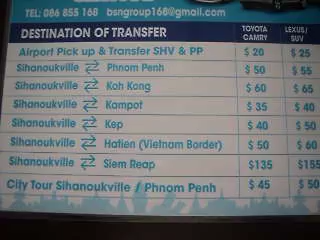 TEL: 086 855 168 bsngroup168@gmail.com
DESTINATION OF TRANSFER TOYOTA CAMRY LEXUS/ SUV
Airport Pick up & Transfer SHV & PP $ 20 $ 25
Sihanoukville ⇄ Phnom Penh $ 50 $ 55
Sihanoukville ⇄ Koh Kong $ 60 $ 65
Sihanoukville ⇄ Kampot $ 35 $ 40
Sihanoukville ⇄ Kep $ 40 $ 50
Sihanoukville ⇄ Hatien (Vietnam Border) $ 50 $ 60
Sihanoukville ⇄ Siem Reap $135 $155
City Tour Sihanoukville / Phnom Penh $ 45 $ 50